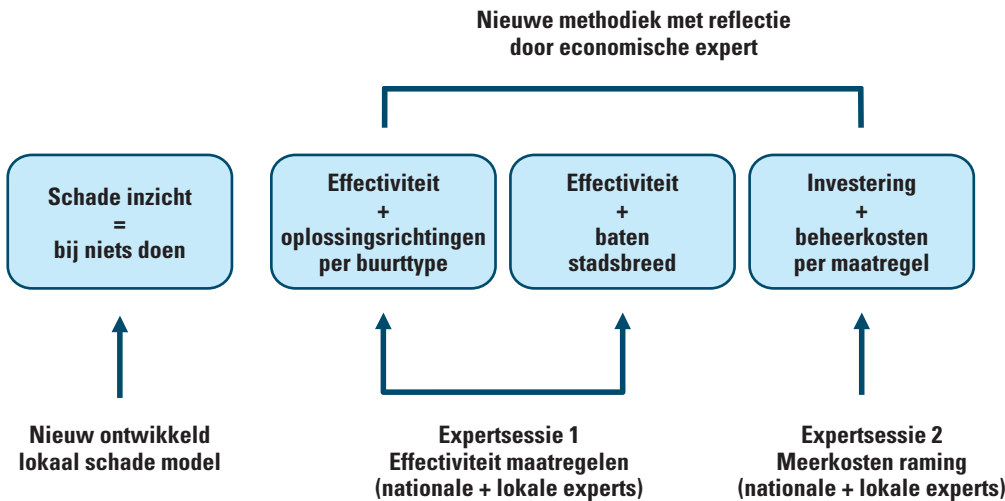 Nieuwe methodiek met reflectie
door economische expert
Schade inzicht
=
bij niets doen
Effectiviteit
+
oplossingsrichtingen
per buurttype
Effectiviteit
+
baten
stadsbreed
Investering
+
beheerkosten
per maatregel
Nieuw ontwikkeld
lokaal schade model
Expertsessie 1
Effectiviteit maatregelen
(nationale + lokale experts)
Expertsessie 2
Meerkosten raming
(nationale + lokale experts)